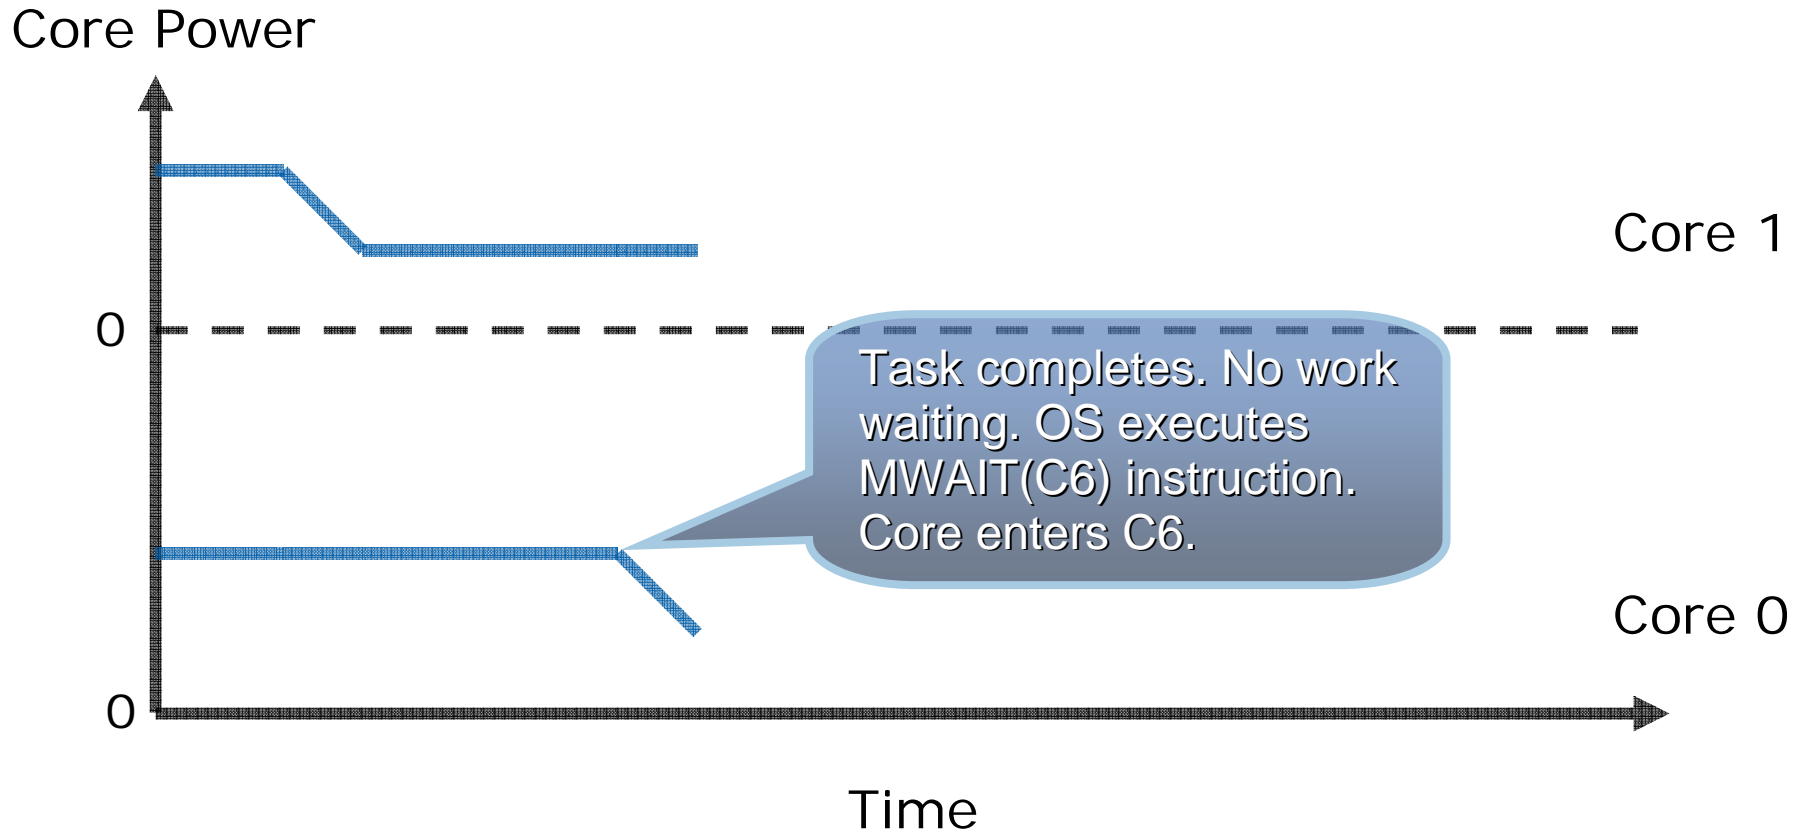 Core Power
Core 1
0
Task completes. No work
waiting. OS executes
MWAIT(C6) instruction.
Core enters C6.
Core 0
0
Time